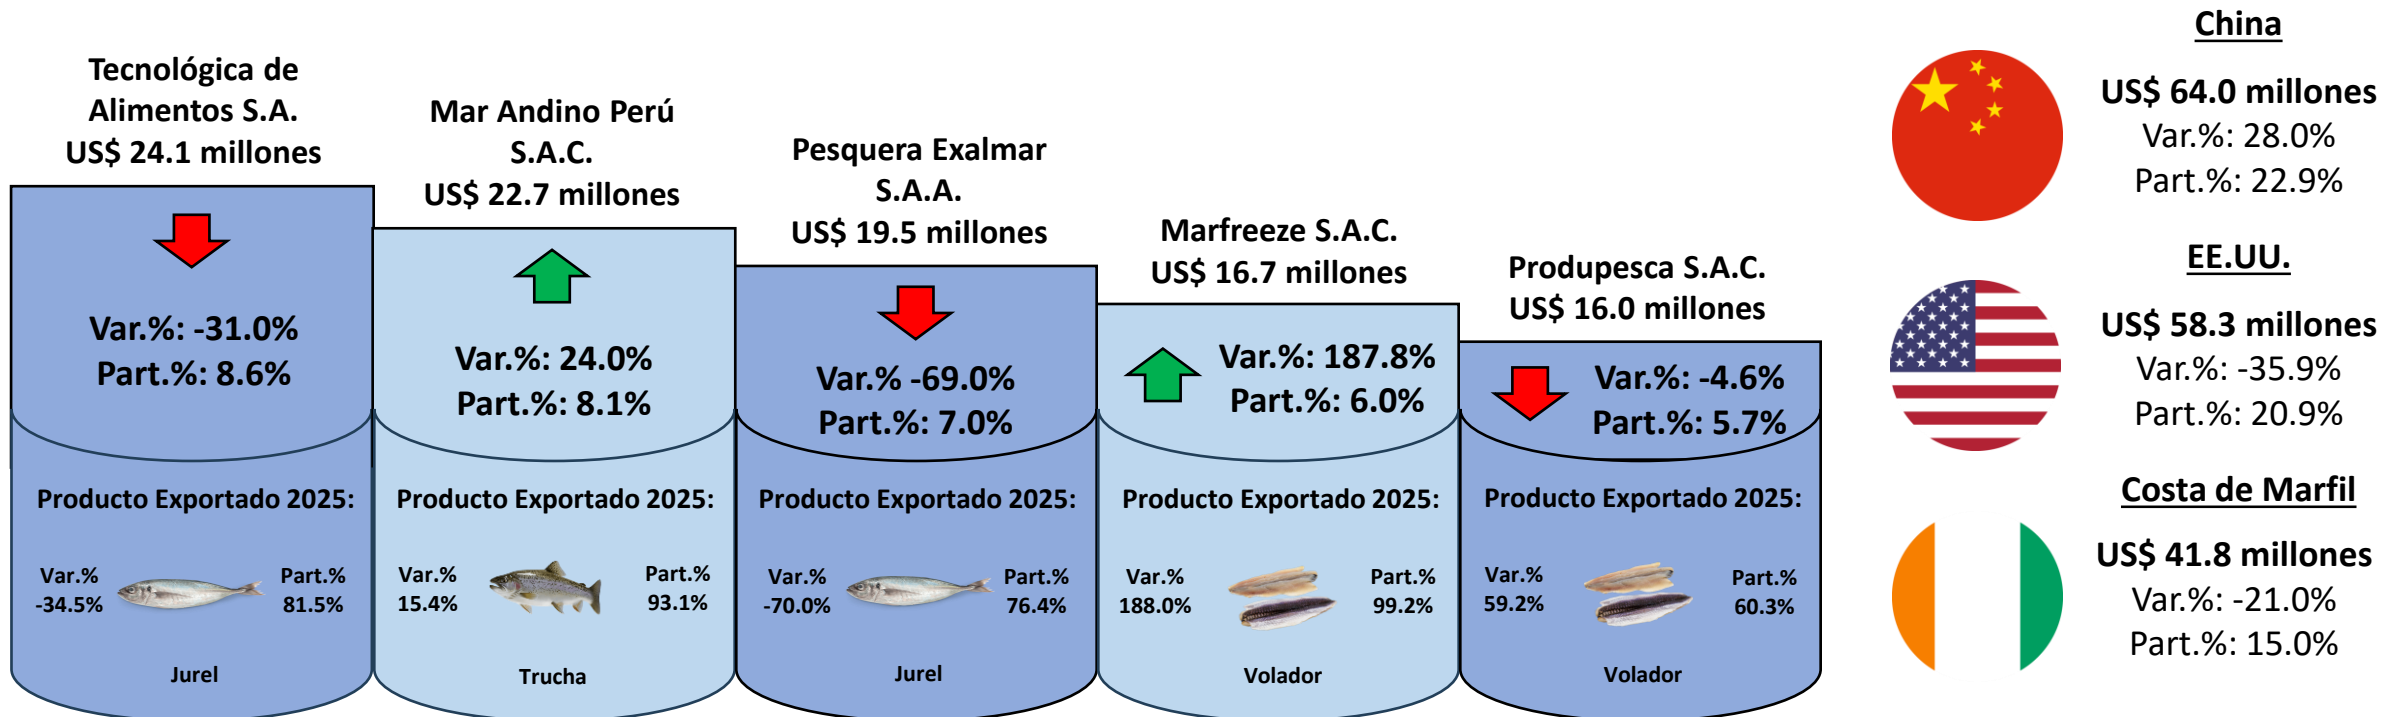 Tecnológica de
Alimentos S.A.
US$ 24.1 millones
Var.%: -31.0%
Part.%: 8.6%
Producto Exportado 2025:
Var.%
-34.5%
Part.%
81.5%
Jurel
Mar Andino Perú
S.A.C.
US$ 22.7 millones
Var.%: 24.0%
Part.%: 8.1%
Producto Exportado 2025:
Var.%
15.4%
Part.%
93.1%
Trucha
Pesquera Exalmar
S.A.A.
US$ 19.5 millones
Var.% -69.0%
Part.%: 7.0%
Producto Exportado 2025:
Var.%
-70.0%
Part.%
76.4%
Jurel
Marfreeze S.A.C.
US$ 16.7 millones
Var.%: 187.8%
Part.%: 6.0%
Producto Exportado 2025:
Var.%
188.0%
Part.%
99.2%
Volador
Produpesca S.A.C.
US$ 16.0 millones
Var.%: -4.6%
Part.%: 5.7%
Producto Exportado 2025:
Var.%
59.2%
Part.%
60.3%
Volador
China
US$ 64.0 millones
Var.%: 28.0%
Part.%: 22.9%
EE.UU.
US$ 58.3 millones
Var.%: -35.9%
Part.%: 20.9%
Costa de Marfil
US$ 41.8 millones
Var.%: -21.0%
Part.%: 15.0%